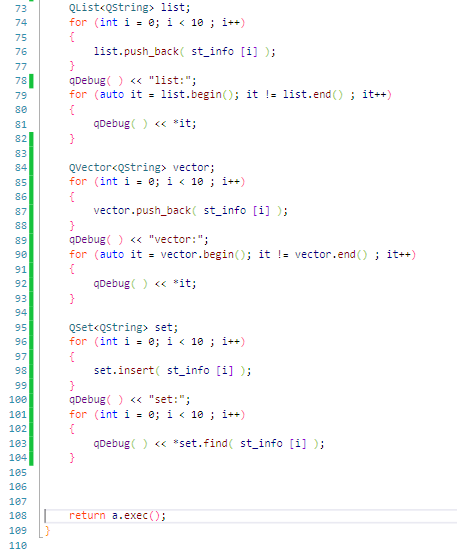 73 QList<QString> list;
74 for (int i = 0; i < 10 ; i++)
75 {
76 list.push_back( st_info [i] );
77 }
78 qDebug( ) << "list:";
79 for (auto it = list.begin(); it != list.end() ; it++)
80 {
81 qDebug( ) << *it;
82 }
83
84 QVector<QString> vector;
85 for (int i = 0; i < 10 ; i++)
86 {
87 vector.push_back( st_info [i] );
88 }
89 qDebug( ) << "vector:";
90 for (auto it = vector.begin(); it != vector.end() ; it++)
91 {
92 qDebug( ) << *it;
93 }
94
95 QSet<QString> set;
96 for (int i = 0; i < 10 ; i++)
97 {
98 set.insert( st_info [i] );
99 }
100 qDebug( ) << "set:";
101 for (int i = 0; i < 10 ; i++)
102 {
103 qDebug( ) << *set.find( st_info [i] );
104 }
105
106
107
108 return a.exec();
109 }
110